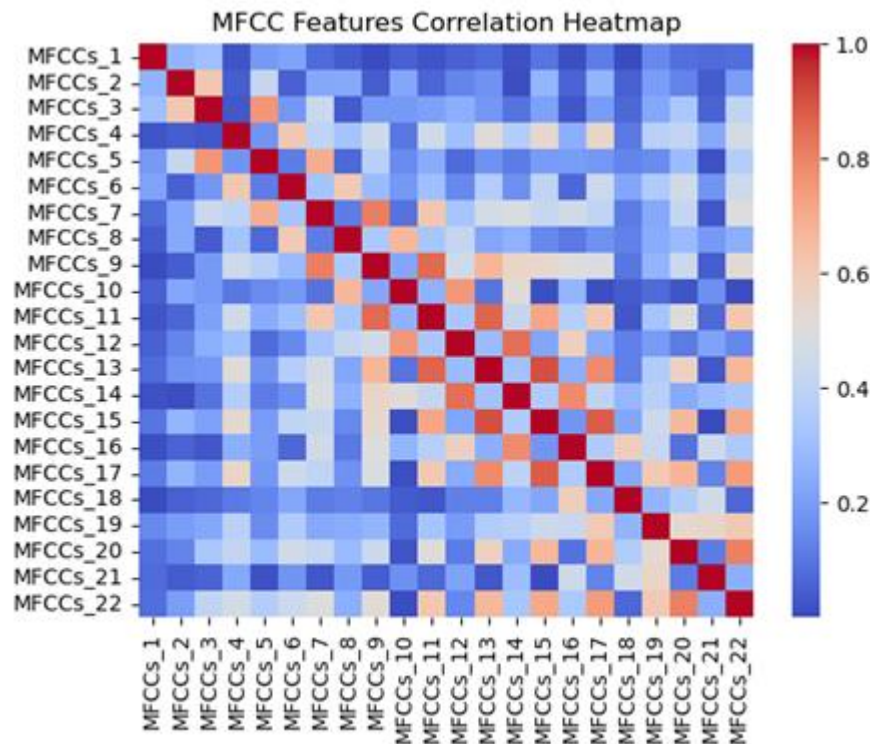 MFCC Features Correlation Heatmap
MFCCs_1
MFCCs_2
MFCCs_3
MFCCs_4
MFCCs_5
MFCCs_6
MFCCs_7
MFCCs_8
MFCCs_9
MFCCs_10
MFCCs_11
MFCCs_12
MFCCs_13
MFCCs_14
MFCCs_15
MFCCs_16
MFCCs_17
MFCCs_18
MFCCs_19
MFCCs_20
MFCCs_21
MFCCs_22
MFCCs_1
MFCCs_2
MFCCs_3
MFCCs_4
MFCCs_5
MFCCs_6
MFCCs_7
MFCCs_8
MFCCs_9
MFCCs_10
MFCCs_11
MFCCs_12
MFCCs_13
MFCCs_14
MFCCs_15
MFCCs_16
MFCCs_17
MFCCs_18
MFCCs_19
MFCCs_20
MFCCs_21
MFCCs_22
1.0
0.8
0.6
0.4
0.2